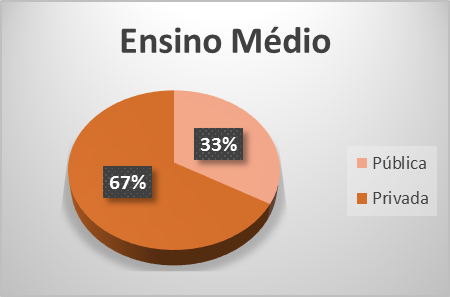 Ensino Médio
33%
67%
Pública
Privada